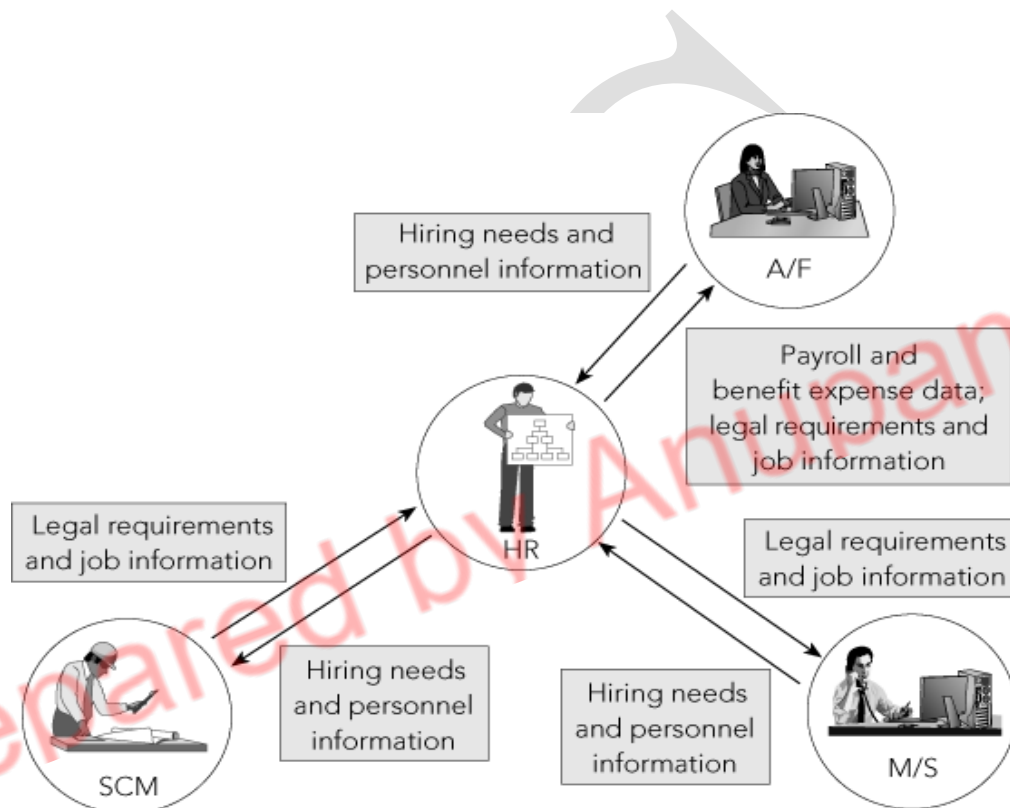 Hiring needs and
personnel information
A/F
Payroll and
benefit expense data;
legal requirements and
job information
HR
Legal requirements
and job information
Legal requirements
and job information
Hiring needs
and personnel
information
Hiring needs
and personnel
information
SCM
M/S
epared by Anupam